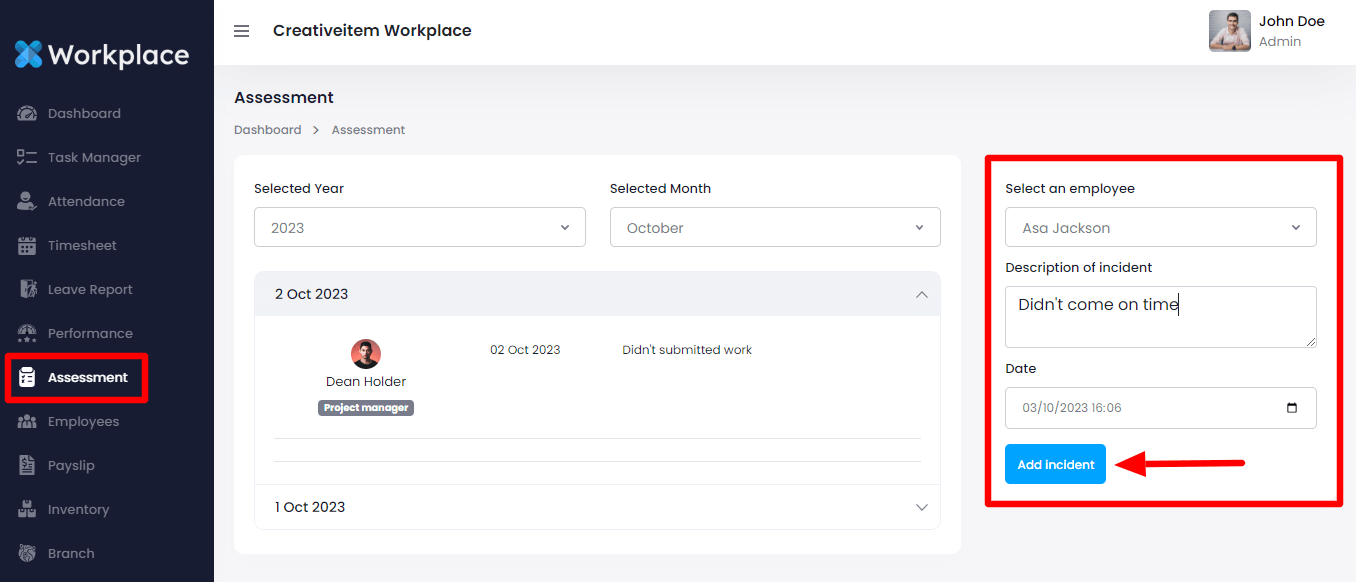 Workplace
Dashboard
Task Manager
Attendance
Timesheet
Leave Report
Performance
Assessment
Employees
Payslip
Inventory
Branch
Creativeitem Workplace
John Doe
Admin
Assessment
Dashboard > Assessment
Selected Year
Selected Month
2023
October
2 Oct 2023
Dean Holder
Project manager
02 Oct 2023
Didn't submitted work
1 Oct 2023
Select an employee
Asa Jackson
Description of incident
Didn't come on time
Date
03/10/2023 16:06
Add incident